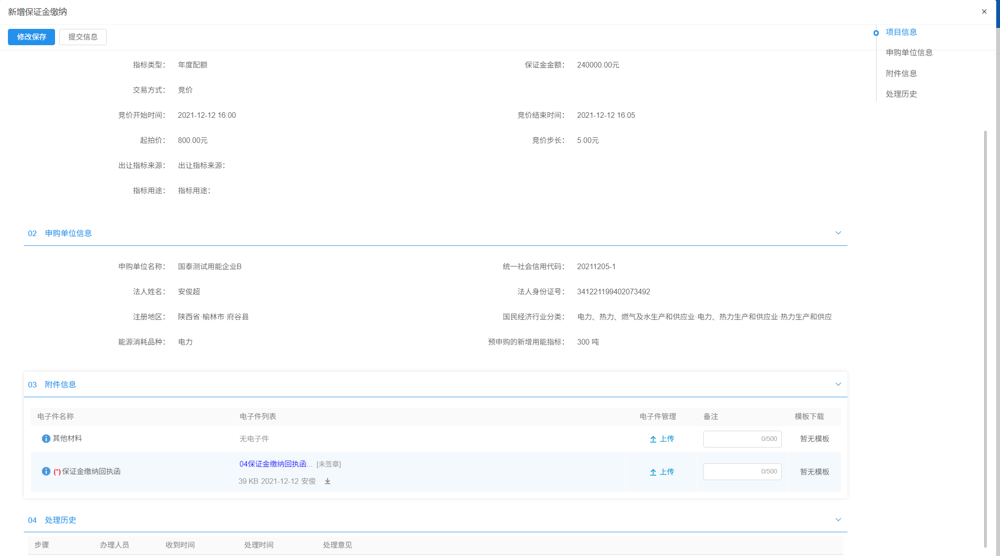 新增保证金缴纳
修改保存 提交信息
项目信息
申购单位信息
附件信息
处理历史
指标类型： 年度配额 保证金金额： 240000.00元
交易方式： 竞价
竞价开始时间： 2021-12-12 16:00 竞价结束时间： 2021-12-12 16:05
起拍价： 800.00元 竞价步长： 5.00元
出让指标来源： 出让指标来源：
指标用途： 指标用途：
02 申购单位信息
申购单位名称： 国泰测试用能企业B 统一社会信用代码： 20211205-1
法人姓名： 安俊超 法人身份证号： 341221199402073492
注册地区： 陕西省·榆林市·府谷县 国民经济行业分类： 电力、热力、燃气及水生产和供应业·电力、热力生产和供应业·热力生产和供应
能源消耗品种： 电力 预申购的新增用能指标： 300 吨
03 附件信息
电子件名称 电子件列表 电子件管理 备注 模板下载
其他材料 无电子件 上传 0/500 暂无模板
(*)保证金缴纳回执函 04保证金缴纳回执函... [未签章] 上传 0/500 暂无模板
39 KB 2021-12-12 安俊
04 处理历史
步骤 办理人员 收到时间 处理时间 处理意见